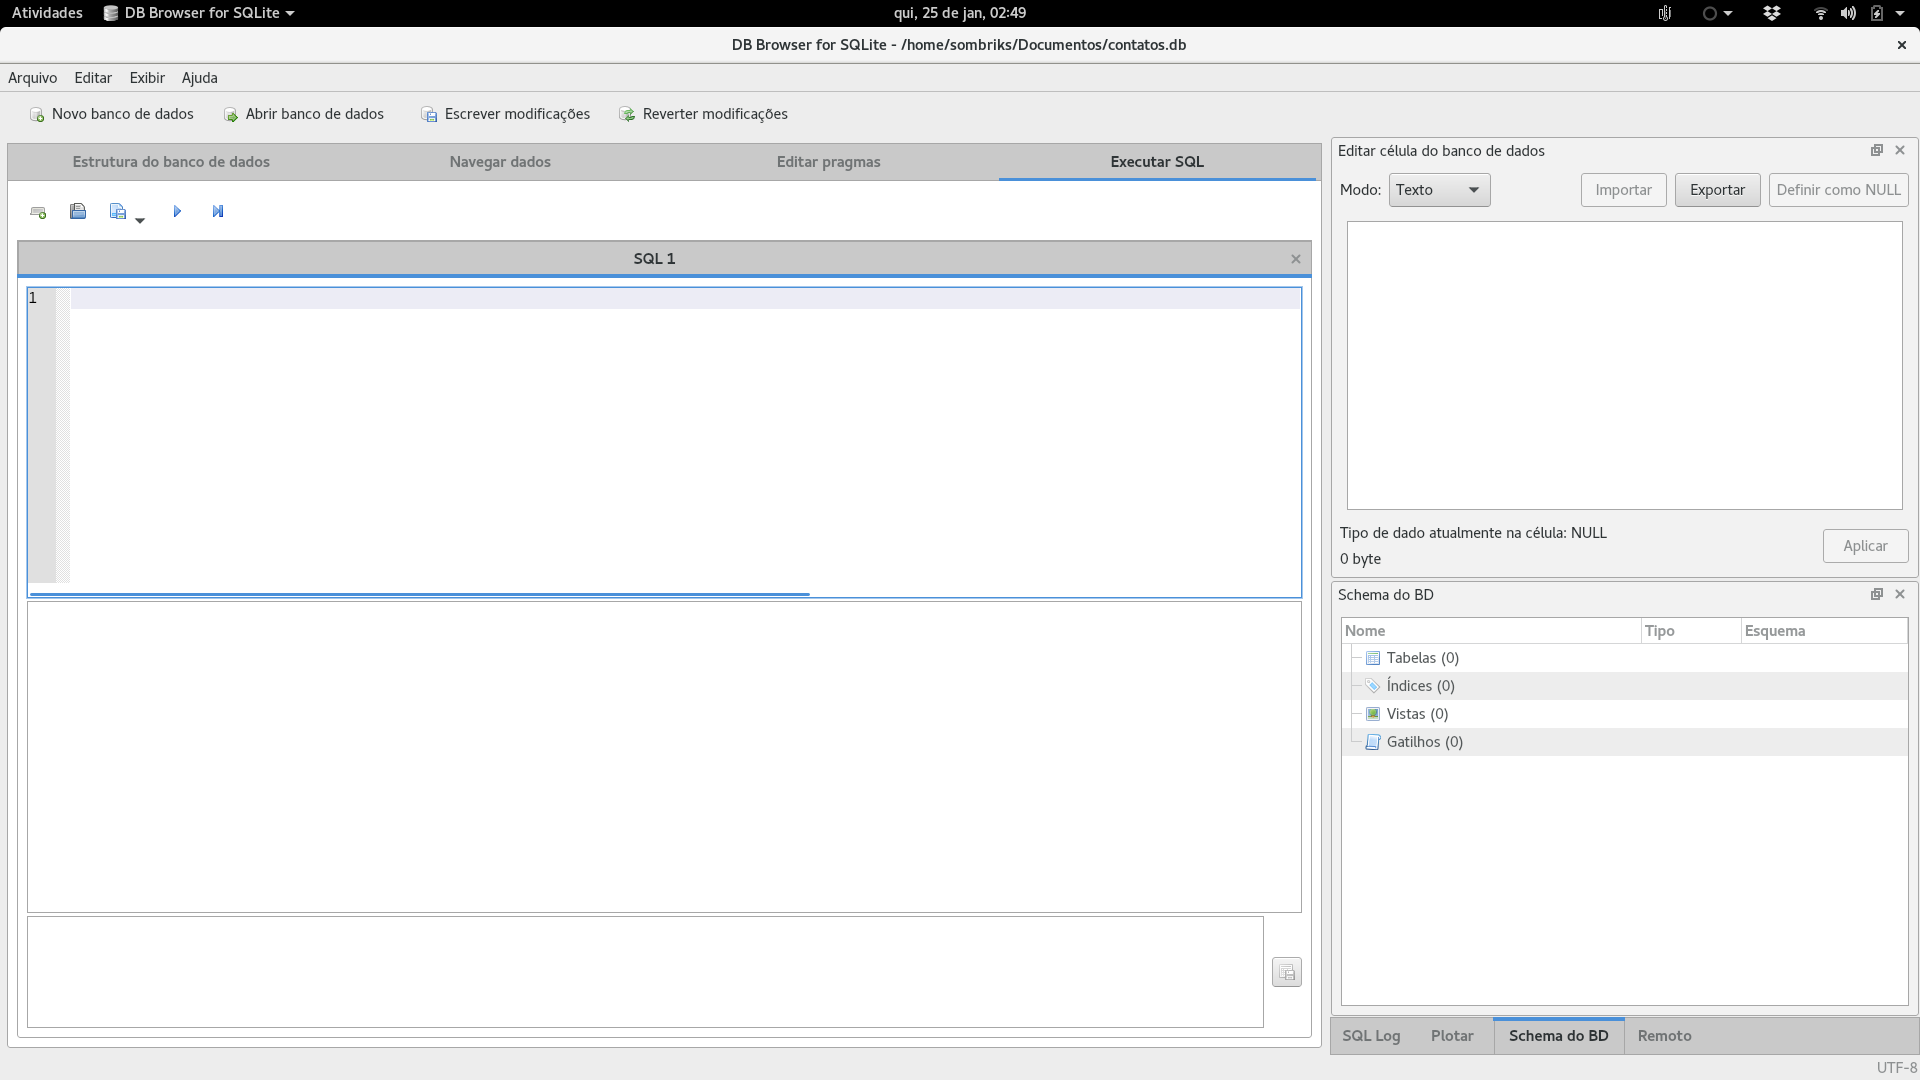 Atividades DB Browser for SQLite qui, 25 de jan, 02:49
DB Browser for SQLite - /home/sombriks/Documentos/contatos.db
Arquivo Editar Exibir Ajuda
Novo banco de dados Abrir banco de dados Escrever modificações Reverter modificações
Estrutura do banco de dados Navegar dados Editar pragmas Executar SQL
SQL 1
1
Editar célula do banco de dados
Modo: Texto Importar Exportar Definir como NULL
Tipo de dado atualmente na célula: NULL
0 byte
Aplicar
Schema do BD
Nome Tipo Esquema
Tabelas (0)
Índices (0)
Vistas (0)
Gatilhos (0)
SQL Log Plotar Schema do BD Remoto
UTF-8